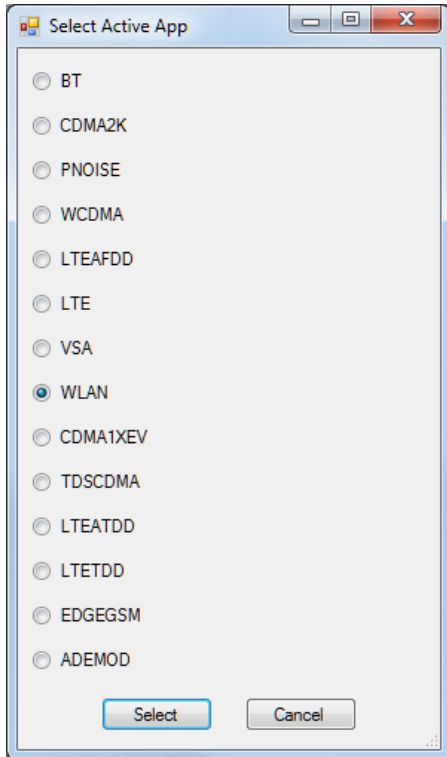 Select Active App
BT
CDMA2K
PNOISE
WCDMA
LTEAFDD
LTE
VSA
WLAN
CDMA1XEV
TDSCDMA
LTEATDD
LTETDD
EDGEGSM
ADEMOD
Select Cancel